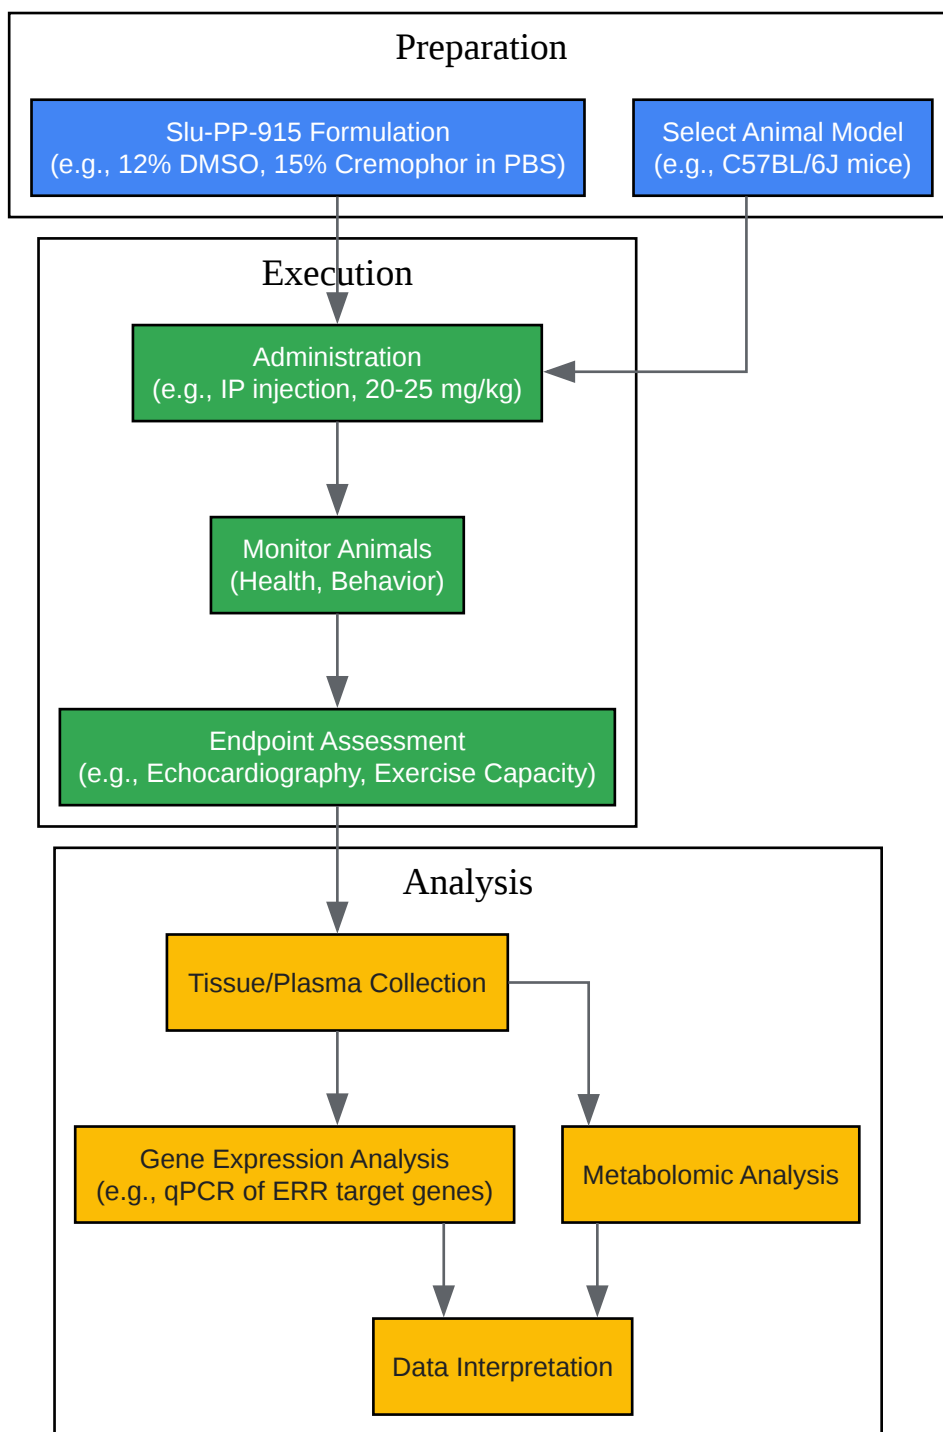 Preparation
Slu-PP-915 Formulation
(e.g., 12% DMSO, 15% Cremophor in PBS)
Select Animal Model
(e.g., C57BL/6J mice)
Execution
Administration
(e.g., IP injection, 20-25 mg/kg)
Monitor Animals
(Health, Behavior)
Endpoint Assessment
(e.g., Echocardiography, Exercise Capacity)
Analysis
Tissue/Plasma Collection
Gene Expression Analysis
(e.g., qPCR of ERR target genes)
Metabolomic Analysis
Data Interpretation